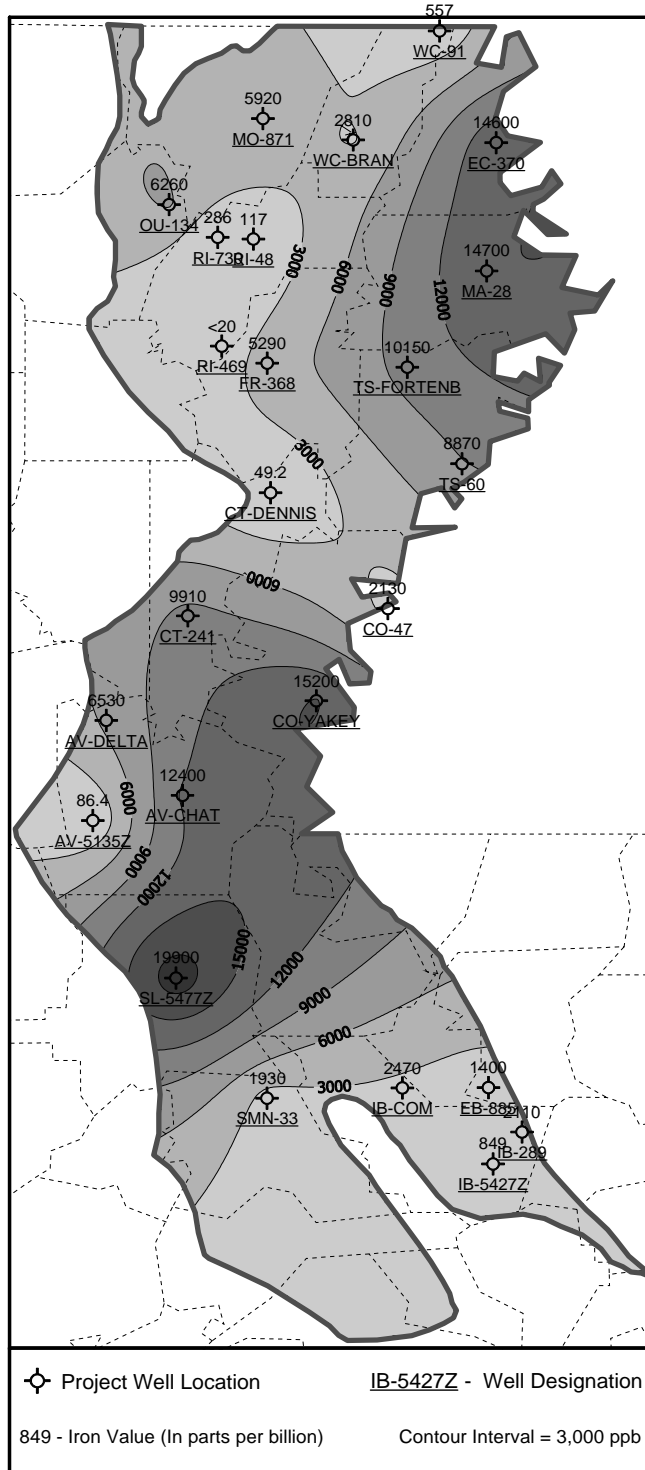 557
WC-91
5920
MO-871
2810
WC-BRAN
14600
EC-370
6260
OU-134
286
RI-730
117
RI-48
3000
6000
9000
12000
14700
MA-28
<20
RI-469
5290
FR-368
10150
TS-FORTENB
3000
8870
TS-60
49.2
CT-DENNIS
6000
2130
CO-47
9910
CT-241
15200
CO-YAKEY
6530
AV-DELTA
12400
AV-CHAT
6000
86.4
AV-5135Z
9000
12000
15000
12000
19900
SL-5477Z
9000
6000
3000
1930
SMN-33
2470
IB-COM
1400
EB-885
2110
IB-289
849
IB-5427Z
Project Well Location
IB-5427Z - Well Designation
849 - Iron Value (In parts per billion)
Contour Interval = 3,000 ppb